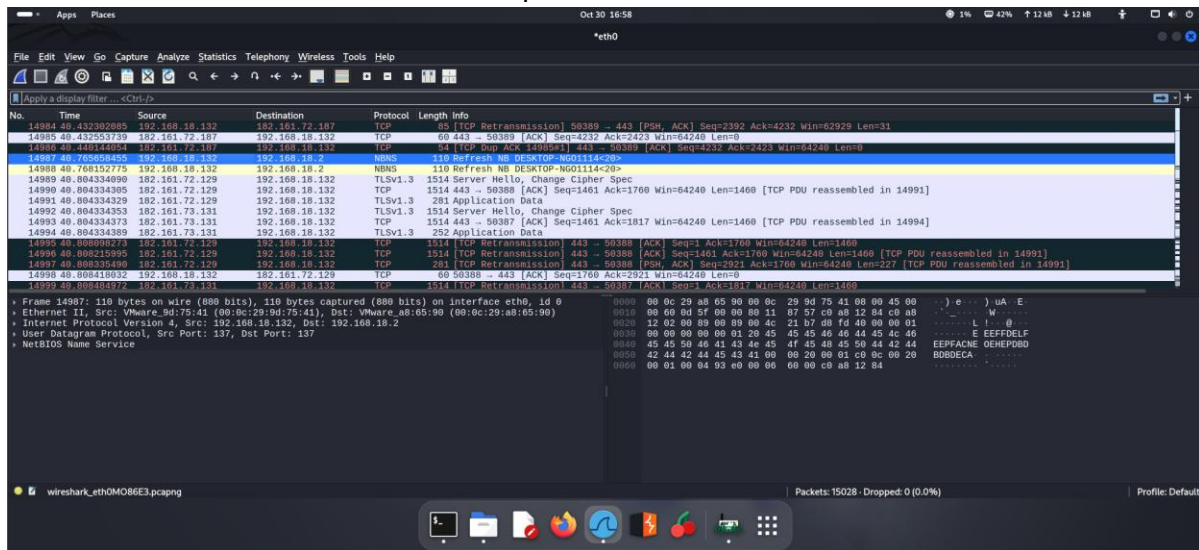 Apps Places Oct 30 16:58 1% 42% ↑ 12 kB ↓ 12 kB
*eth0
File Edit View Go Capture Analyze Statistics Telephony Wireless Tools Help
Apply a display filter ... <Ctrl-/>
No. Time Source Destination Protocol Length Info
14984 40.432302085 192.168.18.132 182.161.72.187 TCP 85 [TCP Retransmission] 50389 → 443 [PSH, ACK] Seq=2392 Ack=4232 Win=62929 Len=31
14985 40.432553739 182.161.72.187 192.168.18.132 TCP 60 443 → 50389 [ACK] Seq=4232 Ack=2423 Win=64240 Len=0
14986 40.440144054 182.161.72.187 192.168.18.132 TCP 54 [TCP Dup ACK 14985#1] 443 → 50389 [ACK] Seq=4232 Ack=2423 Win=64240 Len=0
14987 40.765658455 192.168.18.132 192.168.18.2 NBNS 110 Refresh NB DESKTOP-NGO1114<20>
14988 40.768152775 192.168.18.132 192.168.18.2 NBNS 110 Refresh NB DESKTOP-NGO1114<20>
14989 40.804334090 182.161.72.129 192.168.18.132 TLSv1.3 1514 Server Hello, Change Cipher Spec
14990 40.804334305 182.161.72.129 192.168.18.132 TCP 1514 443 → 50388 [ACK] Seq=1461 Ack=1760 Win=64240 Len=1460 [TCP PDU reassembled in 14991]
14991 40.804334329 182.161.72.129 192.168.18.132 TLSv1.3 281 Application Data
14992 40.804334353 182.161.73.131 192.168.18.132 TLSv1.3 1514 Server Hello, Change Cipher Spec
14993 40.804334373 182.161.73.131 192.168.18.132 TCP 1514 443 → 50387 [ACK] Seq=1461 Ack=1817 Win=64240 Len=1460 [TCP PDU reassembled in 14994]
14994 40.804334389 182.161.73.131 192.168.18.132 TLSv1.3 252 Application Data
14995 40.808098273 182.161.72.129 192.168.18.132 TCP 1514 [TCP Retransmission] 443 → 50388 [ACK] Seq=1 Ack=1760 Win=64240 Len=1460
14996 40.808215995 182.161.72.129 192.168.18.132 TCP 1514 [TCP Retransmission] 443 → 50388 [ACK] Seq=1461 Ack=1760 Win=64240 Len=1460 [TCP PDU reassembled in 14991]
14997 40.808335490 182.161.72.129 192.168.18.132 TCP 281 [TCP Retransmission] 443 → 50388 [PSH, ACK] Seq=2921 Ack=1760 Win=64240 Len=227 [TCP PDU reassembled in 14991]
14998 40.808418032 192.168.18.132 182.161.72.129 TCP 60 50388 → 443 [ACK] Seq=1760 Ack=2921 Win=64240 Len=0
14999 40.808484972 182.161.73.131 192.168.18.132 TCP 1514 [TCP Retransmission] 443 → 50387 [ACK] Seq=1 Ack=1817 Win=64240 Len=1460
Frame 14987: 110 bytes on wire (880 bits), 110 bytes captured (880 bits) on interface eth0, id 0
Ethernet II, Src: VMware_9d:75:41 (00:0c:29:9d:75:41), Dst: VMware_a8:65:90 (00:0c:29:a8:65:90)
Internet Protocol Version 4, Src: 192.168.18.132, Dst: 192.168.18.2
User Datagram Protocol, Src Port: 137, Dst Port: 137
NetBIOS Name Service
0000 00 0c 29 a8 65 90 00 0c 29 9d 75 41 08 00 45 00 ··)·e··· )·uA··E·
0010 00 60 0d 5f 00 00 80 11 87 57 c0 a8 12 84 c0 a8 ·`·_···· ·W······
0020 12 02 00 89 00 89 00 4c 21 b7 d8 fd 40 00 00 01 ·······L !···@···
0030 00 00 00 00 00 01 20 45 45 45 46 46 44 45 4c 46 ······ E EEFFDELF
0040 45 45 50 46 41 43 4e 45 4f 45 48 45 50 44 42 44 EEPFACNE OEHEPDBD
0050 42 44 42 44 45 43 41 00 00 20 00 01 c0 0c 00 20 BDBDECA· · ·····
0060 00 01 00 04 93 e0 00 06 60 00 c0 a8 12 84 ········ `·····
wireshark_eth0MO86E3.pcapng Packets: 15028 · Dropped: 0 (0.0%) Profile: Default